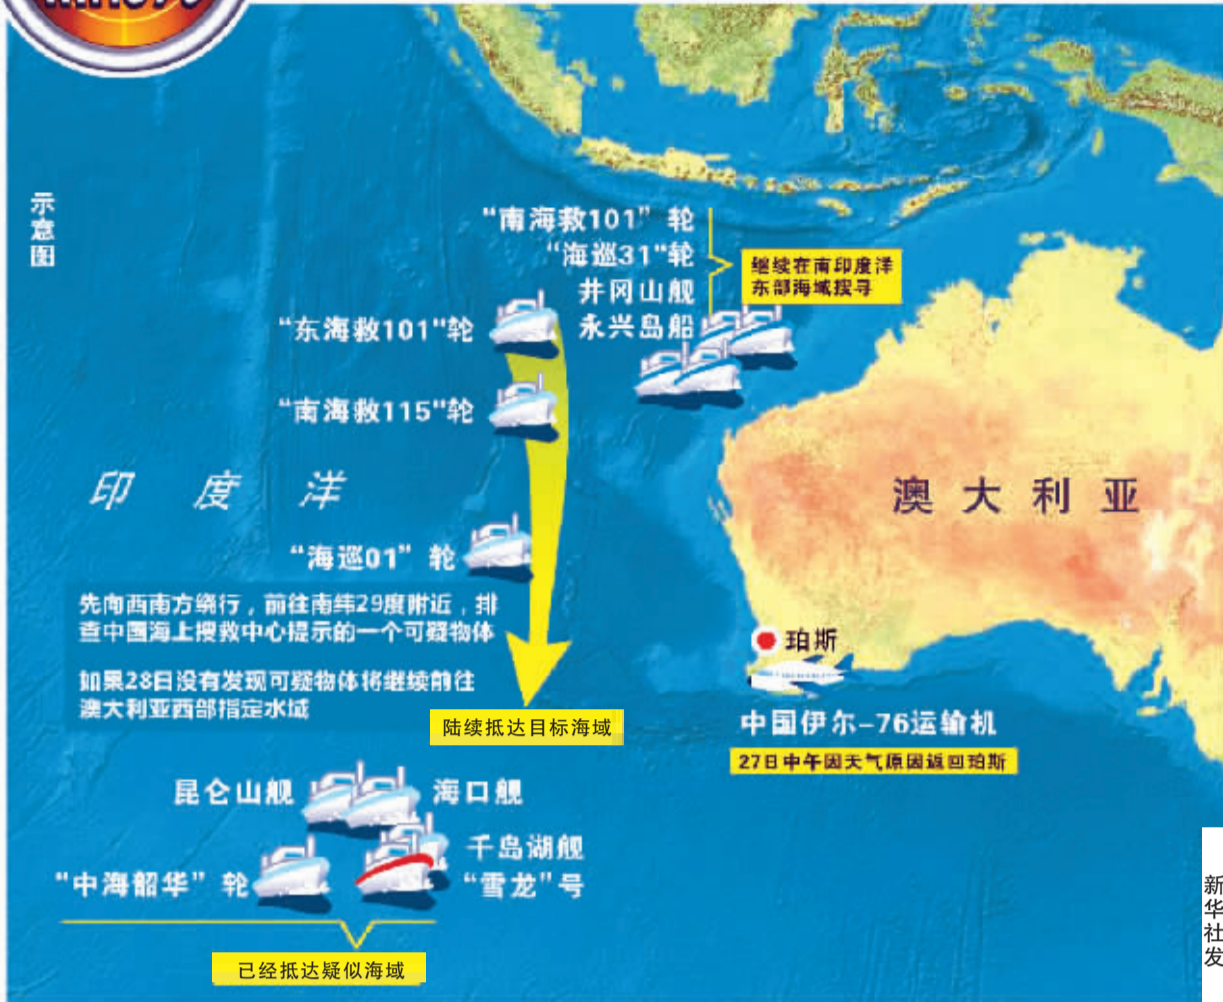 示意图
“南海救101”轮
“海巡31”轮
井冈山舰
永兴岛船
继续在南印度洋
东部海域搜寻
“东海救101”轮
“南海救115”轮
印度洋
澳大利亚
“海巡01”轮
先向西南方绕行，前往南纬29度附近，排
查中国海上搜救中心提示的一个可疑物体
如果28日没有发现可疑物体将继续前往
澳大利亚西部指定水域
珀斯
陆续抵达目标海域
中国伊尔-76运输机
27日中午因天气原因返回珀斯
昆仑山舰
海口舰
千岛湖舰
“中海韶华”轮
“雪龙”号
已经抵达疑似海域
新华社发